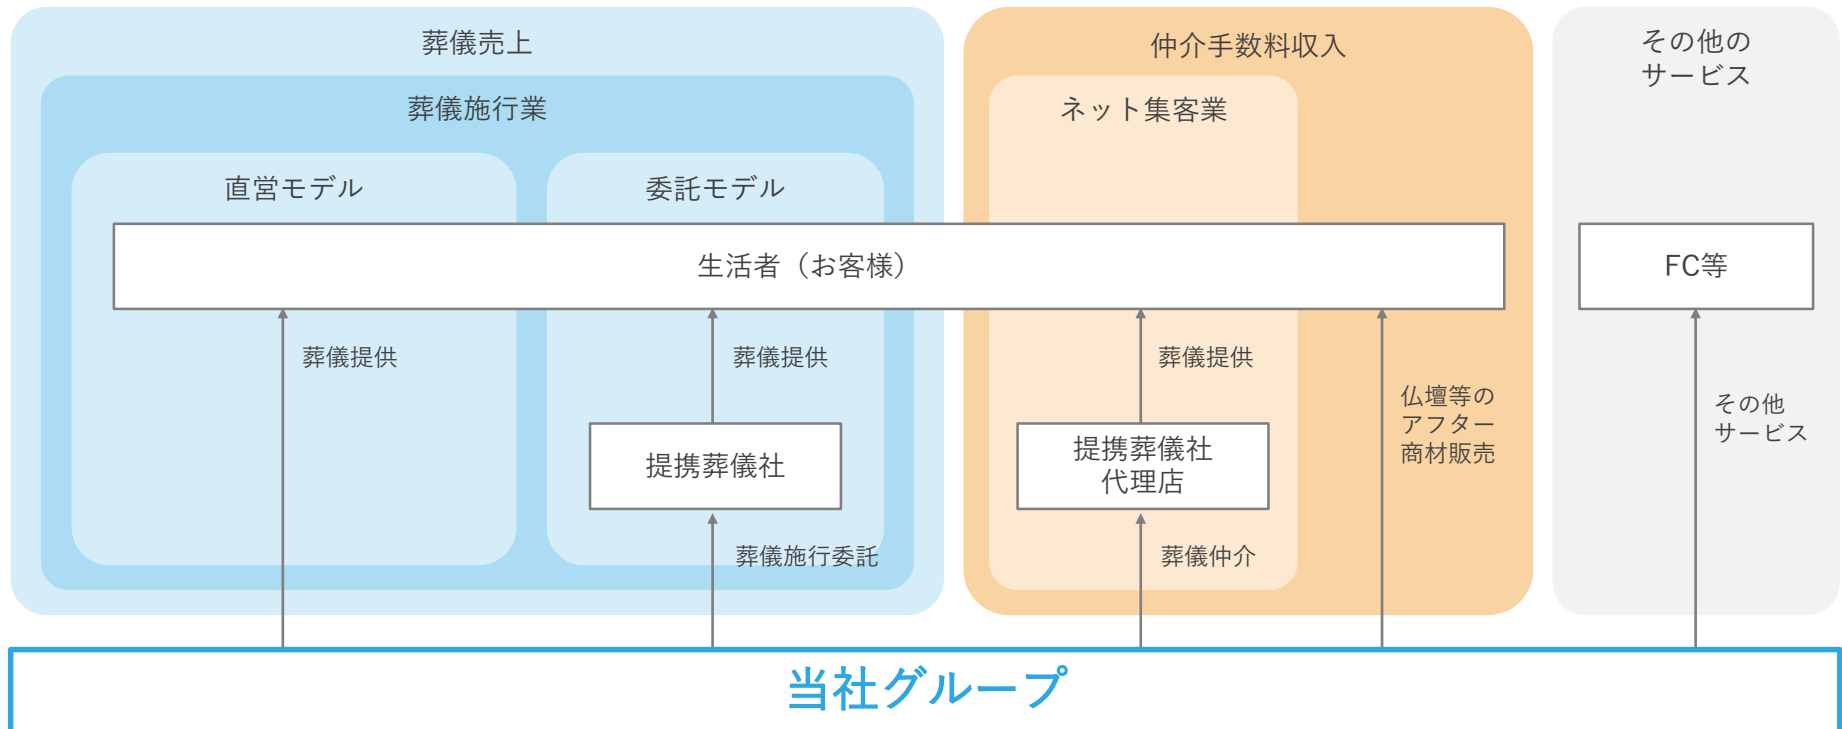 葬儀売上
葬儀施行業
直営モデル
委託モデル
仲介手数料収入
ネット集客業
その他の
サービス
生活者（お客様）
FC等
葬儀提供
葬儀提供
葬儀提供
仏壇等の
アフター
商材販売
その他
サービス
提携葬儀社
提携葬儀社
代理店
葬儀施行委託
葬儀仲介
当社グループ